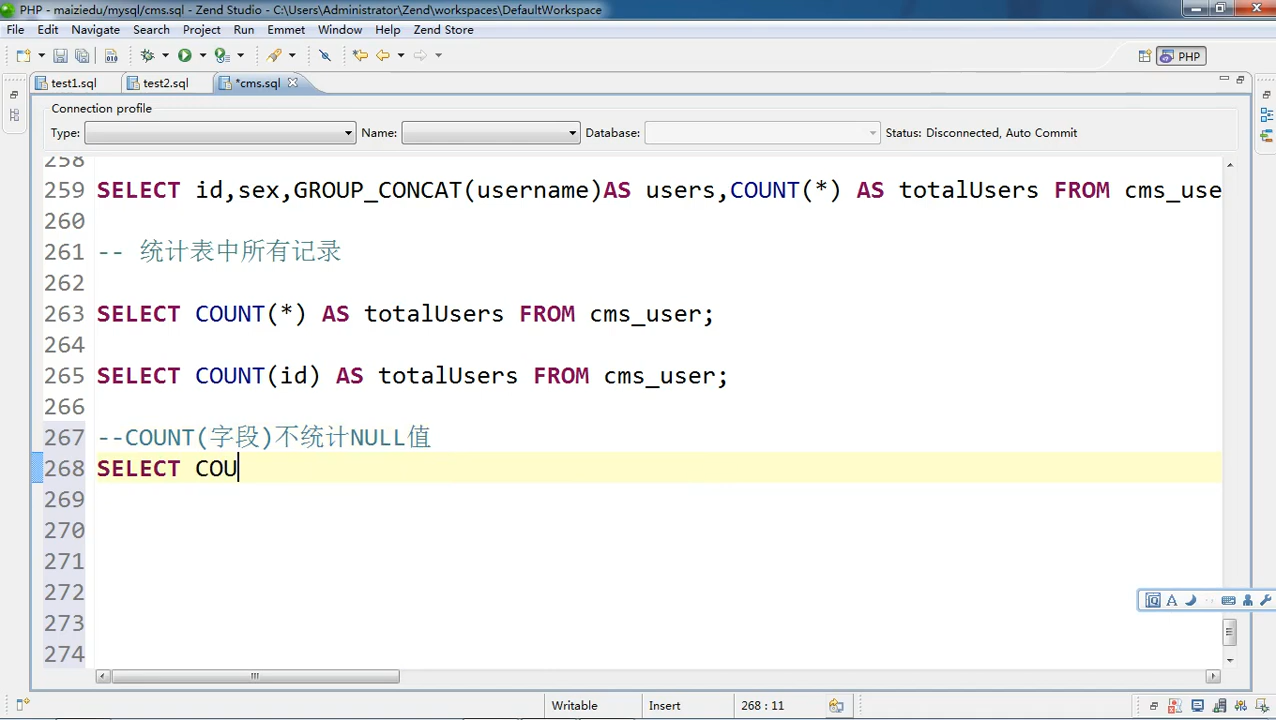 PHP - maiziedu/mysql/cms.sql - Zend Studio - C:\Users\Administrator\Zend\workspaces\DefaultWorkspace
File Edit Navigate Search Project Run Emmet Window Help Zend Store
PHP
test1.sql test2.sql *cms.sql
Connection profile
Type: Name: Database: Status: Disconnected, Auto Commit
258
259 SELECT id,sex,GROUP_CONCAT(username)AS users,COUNT(*) AS totalUsers FROM cms_use
260
261 -- 统计表中所有记录
262
263 SELECT COUNT(*) AS totalUsers FROM cms_user;
264
265 SELECT COUNT(id) AS totalUsers FROM cms_user;
266
267 --COUNT(字段)不统计NULL值
268 SELECT COU
269
270
271
272
273
274
Writable Insert 268 : 11